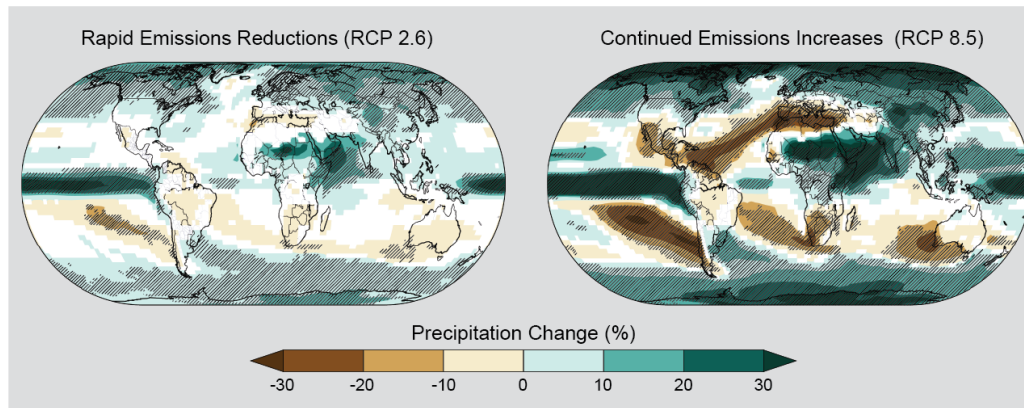 Rapid Emissions Reductions (RCP 2.6)
Continued Emissions Increases (RCP 8.5)
Precipitation Change (%)
-30 -20 -10 0 10 20 30